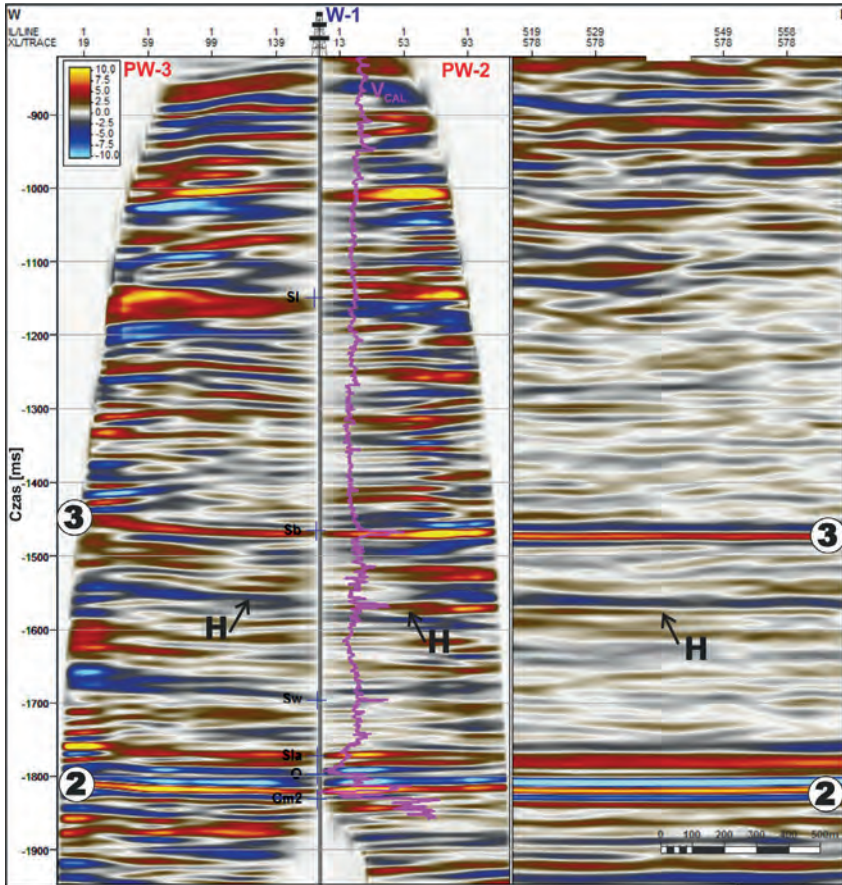 W W-1
IL/LINE 1 1 1 1 1 1 1 519 529 549 558
XL/TRACE 19 59 99 139 13 53 93 578 578 578 578
PW-3 PW-2
10.0
7.5
5.0
2.5
0.0
-2.5
-5.0
-7.5
-10.0
VCAL
-900
-1000
-1100
Sl
-1200
-1300
-1400
Czas [ms]
3 Sb 3
-1500
H H H
-1600
Sw
-1700
Sla
O
-1800
2 Cm2 2
0 100 200 300 400 500m
-1900